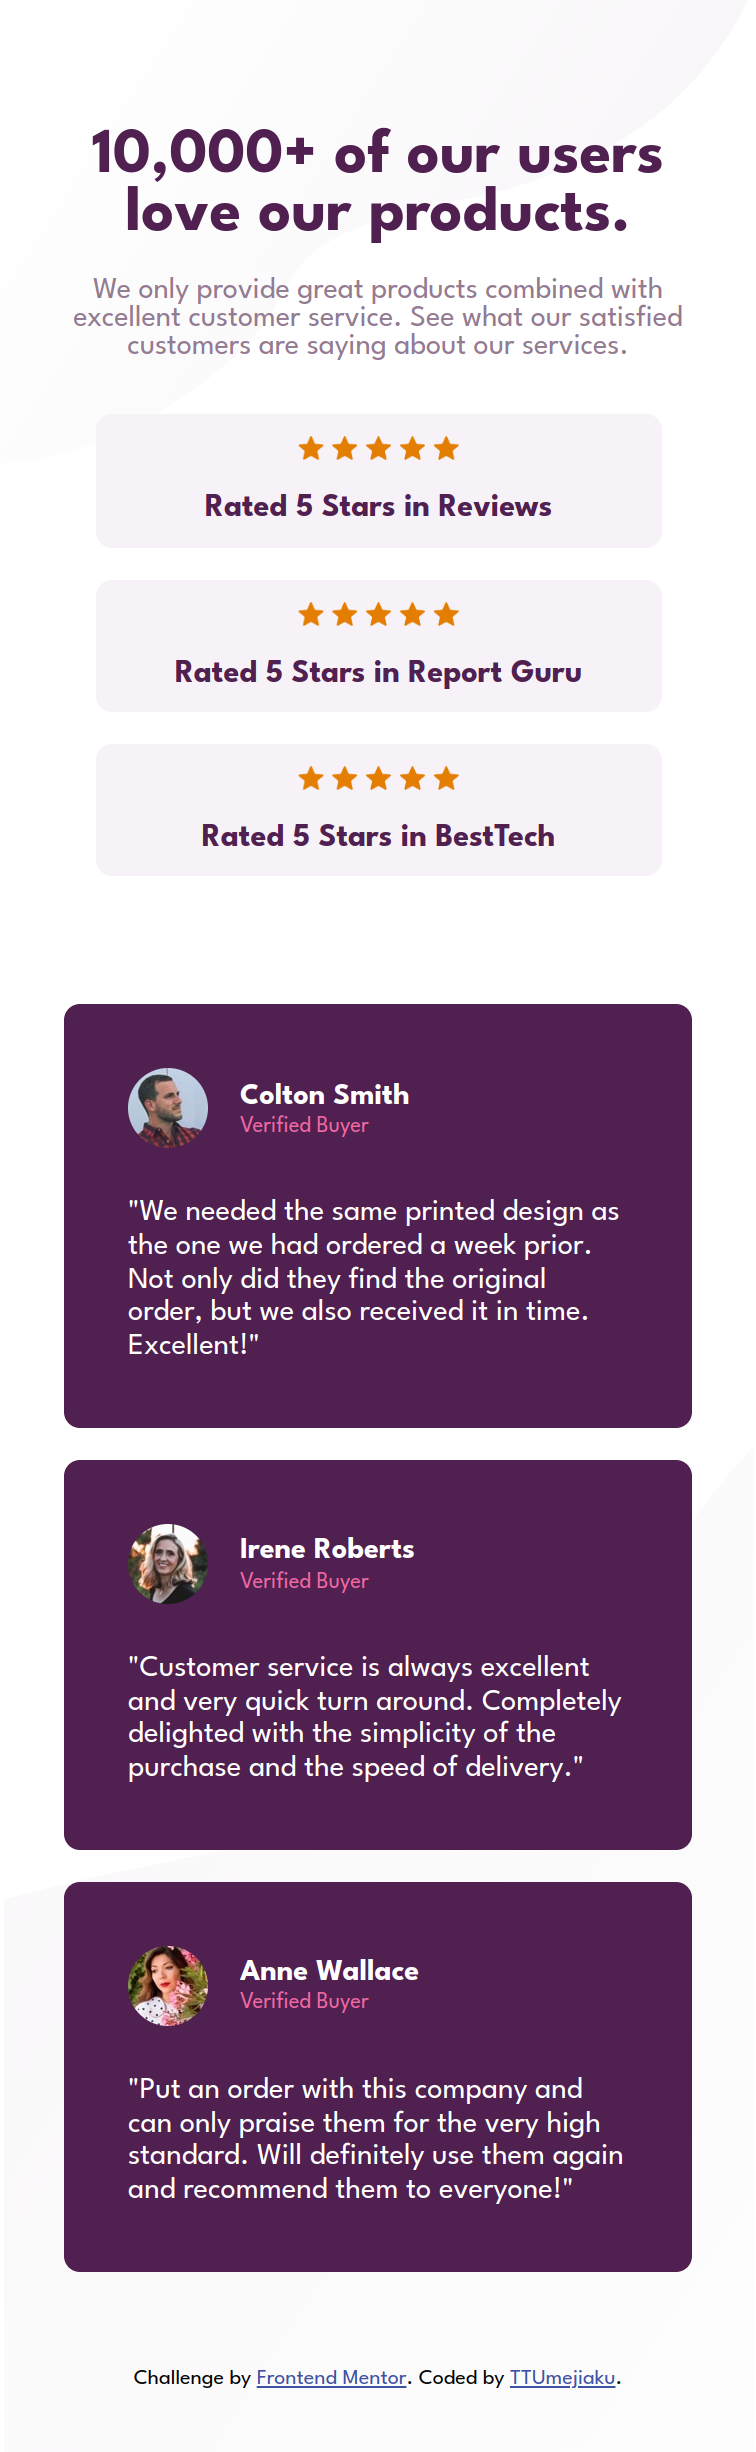 10,000+ of our users
love our products.
We only provide great products combined with
excellent customer service. See what our satisfied
customers are saying about our services.
Rated 5 Stars in Reviews
Rated 5 Stars in Report Guru
Rated 5 Stars in BestTech
Colton Smith
Verified Buyer
"We needed the same printed design as
the one we had ordered a week prior.
Not only did they find the original
order, but we also received it in time.
Excellent!"
Irene Roberts
Verified Buyer
"Customer service is always excellent
and very quick turn around. Completely
delighted with the simplicity of the
purchase and the speed of delivery."
Anne Wallace
Verified Buyer
"Put an order with this company and
can only praise them for the very high
standard. Will definitely use them again
and recommend them to everyone!"
Challenge by Frontend Mentor. Coded by TTUmejiaku.